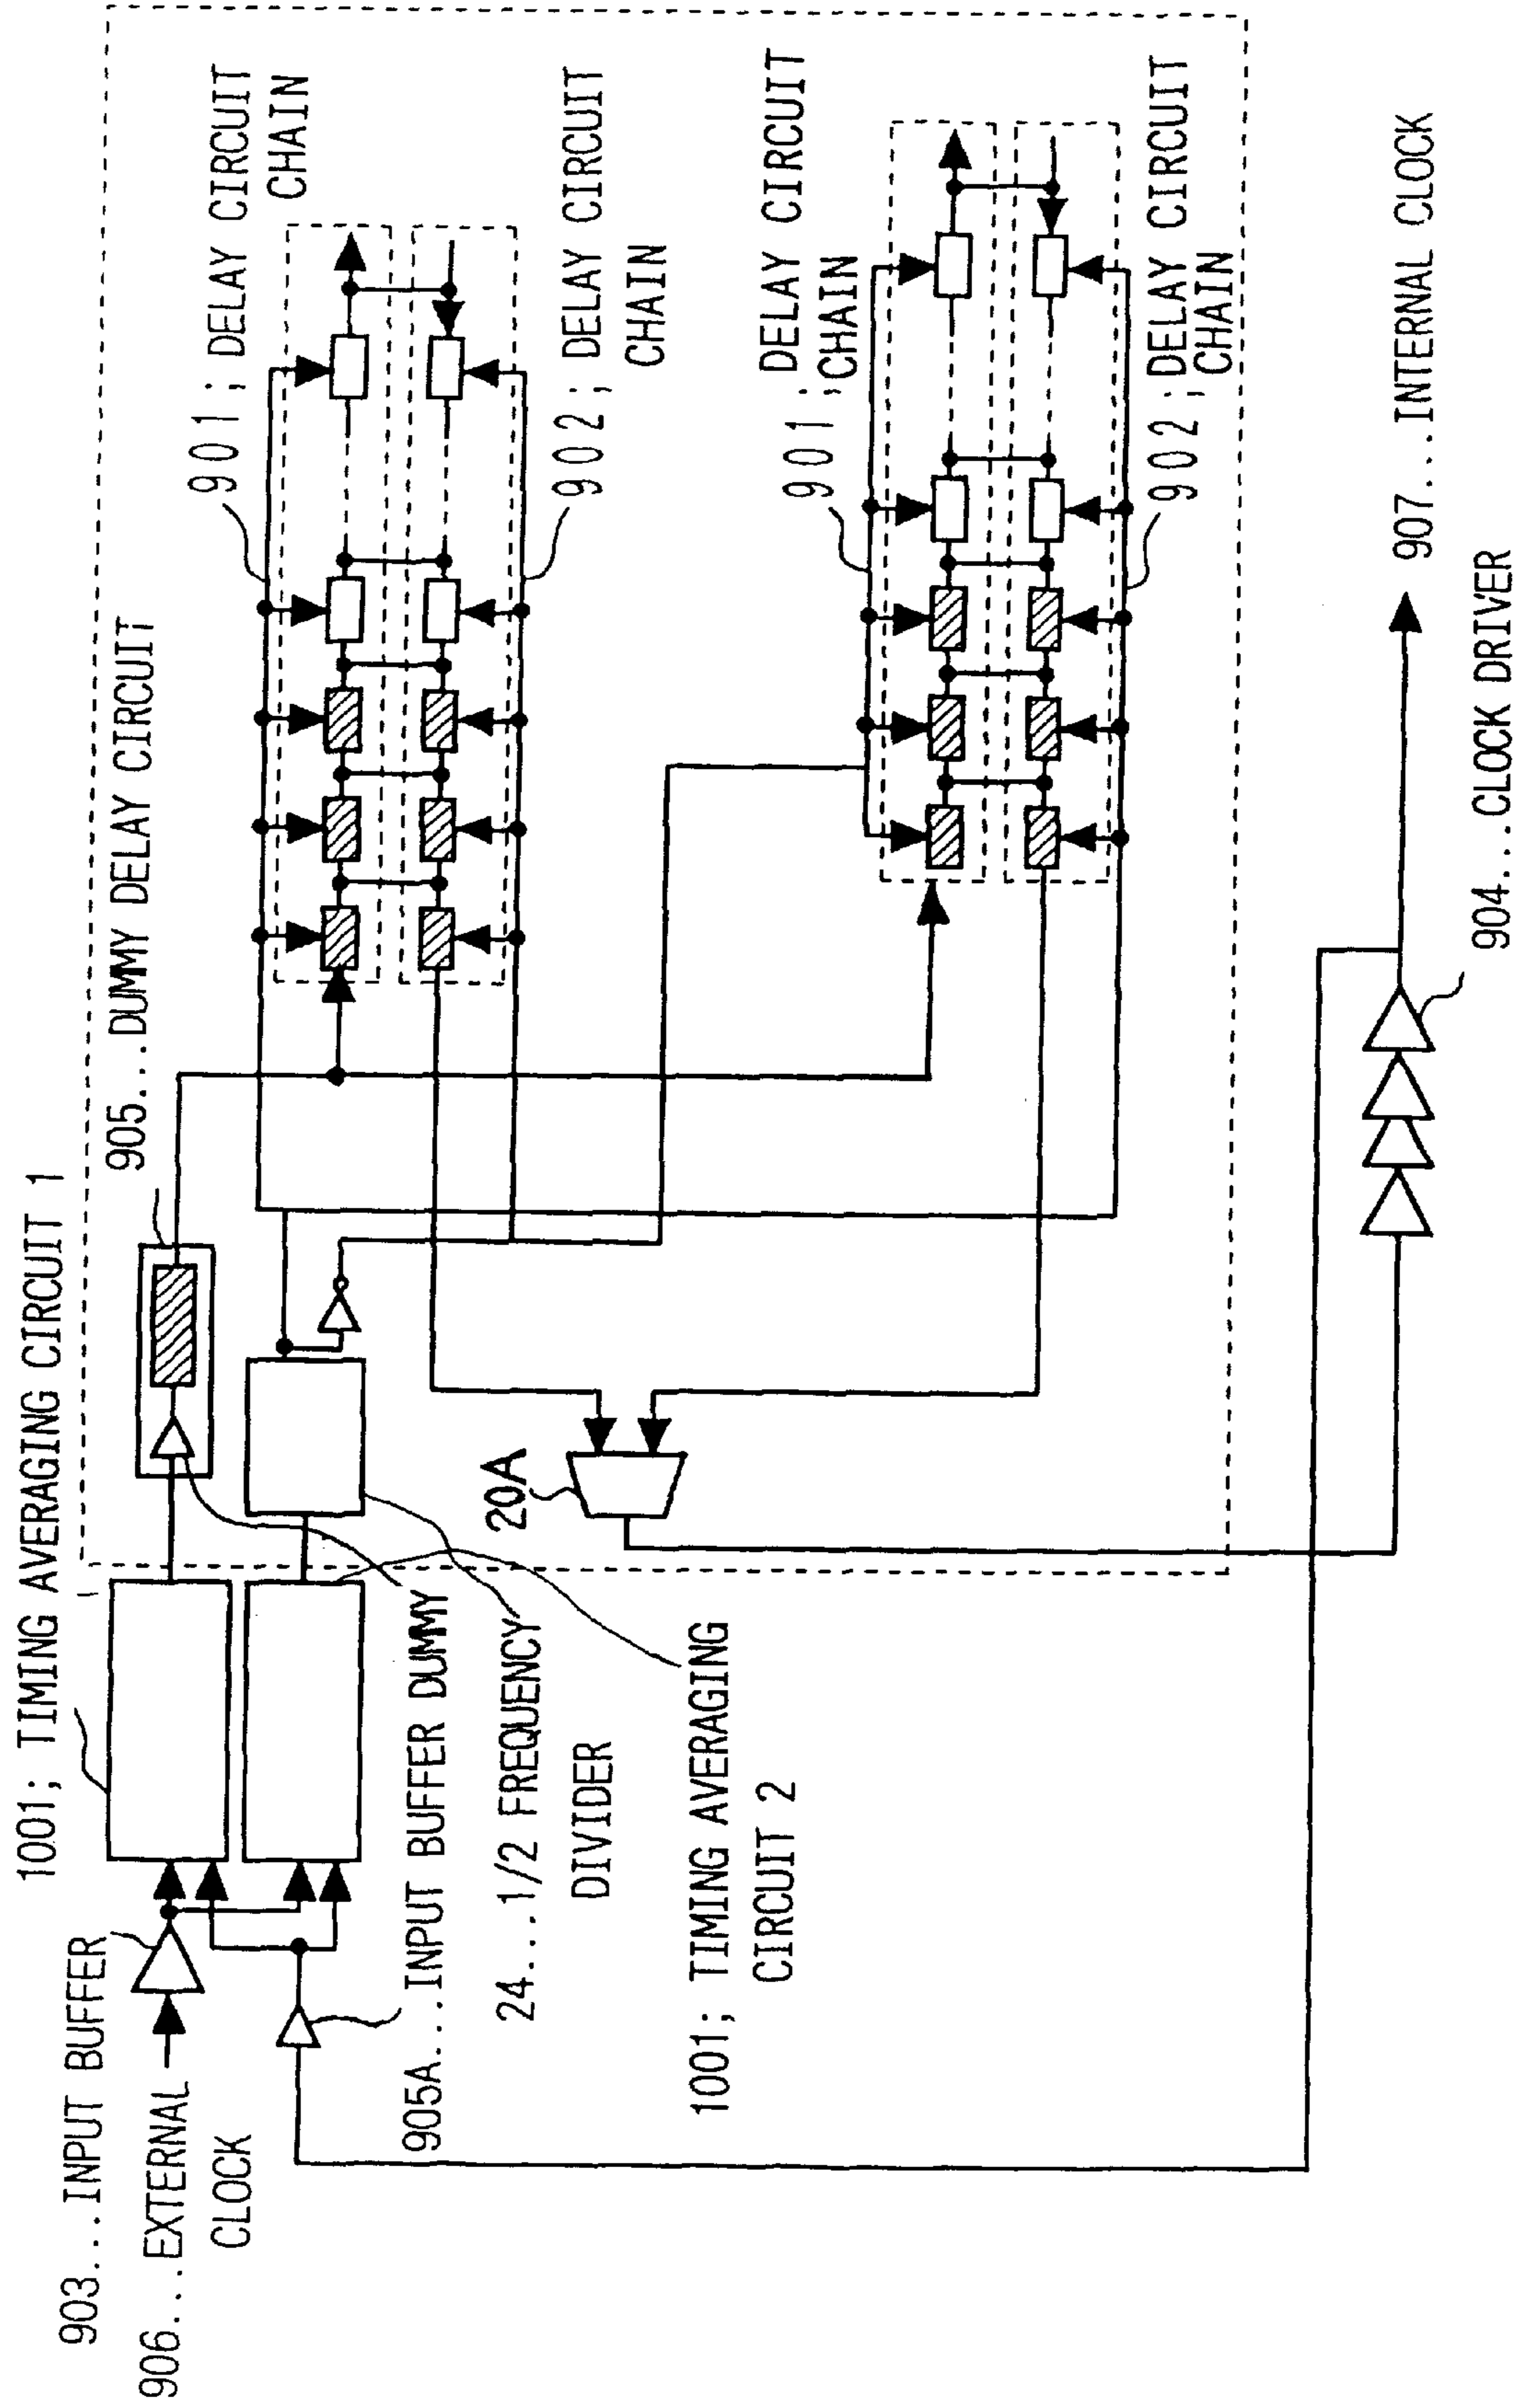 1001; TIMING AVERAGING CIRCUIT 1
903...INPUT BUFFER
906...EXTERNAL
CLOCK
905...DUMMY DELAY CIRCUIT
901; DELAY CIRCUIT
CHAIN
902; DELAY CIRCUIT
CHAIN
905A...INPUT BUFFER DUMMY
24...1/2 FREQUENCY
DIVIDER
20A
1001; TIMING AVERAGING
CIRCUIT 2
901; DELAY CIRCUIT
CHAIN
902; DELAY CIRCUIT
CHAIN
907...INTERNAL CLOCK
904...CLOCK DRIVER